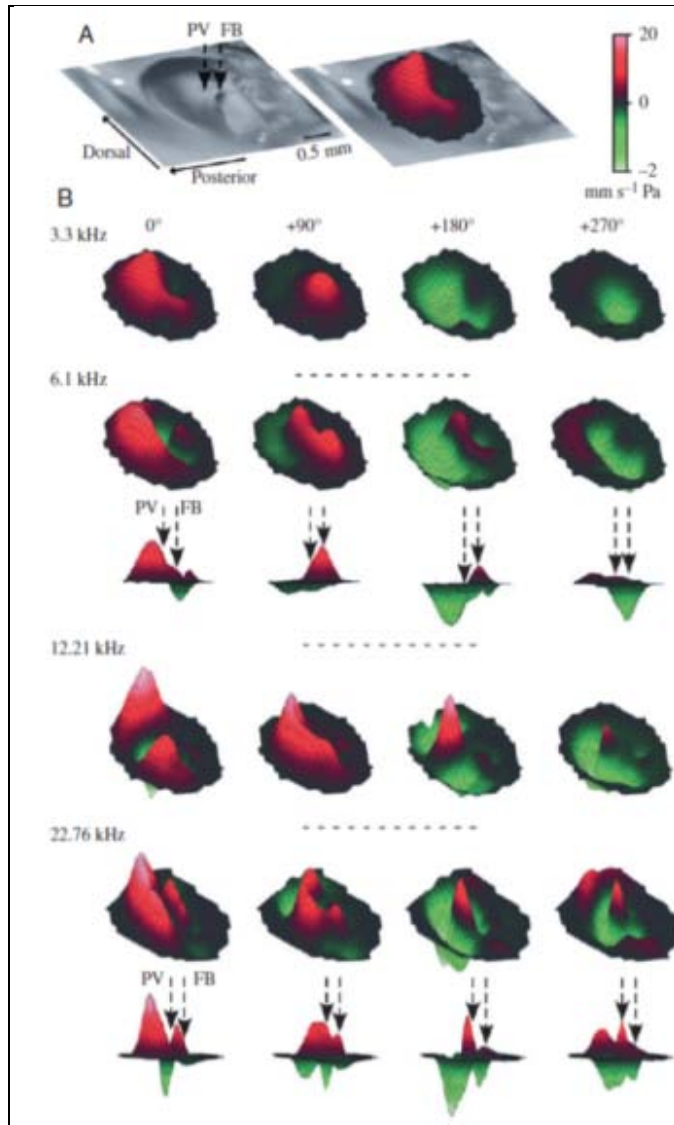 A
PV FB
Dorsal
Posterior
0.5 mm
20
0
−2
mm s⁻¹ Pa
B
0° +90° +180° +270°
3.3 kHz
6.1 kHz
PV FB
12.21 kHz
22.76 kHz
PV FB